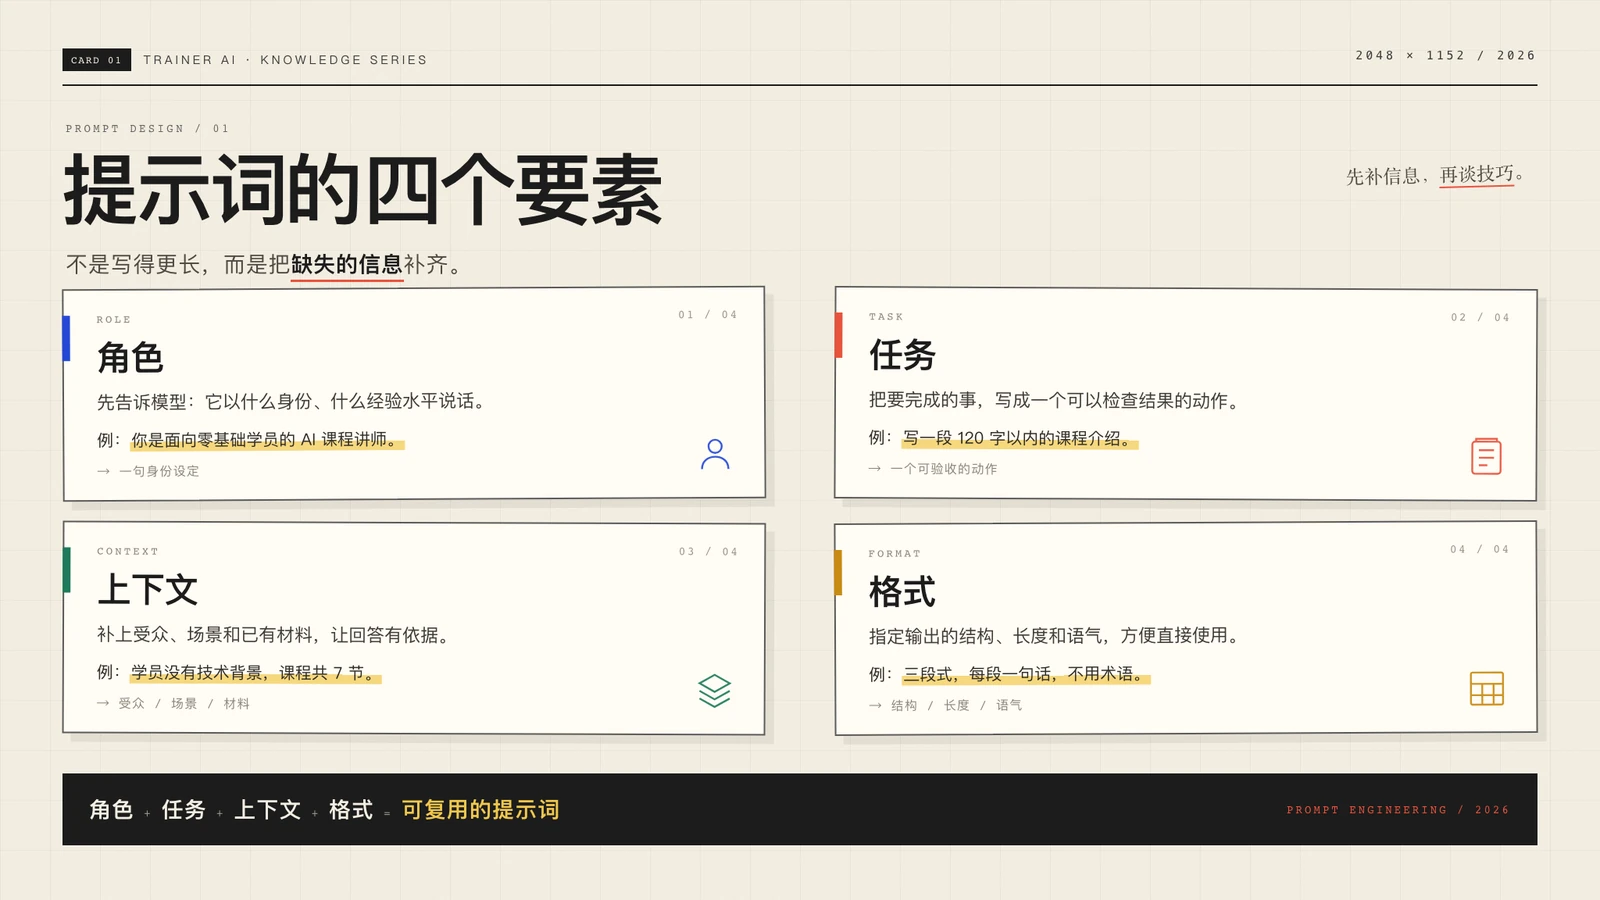 CARD 01 TRAINER AI · KNOWLEDGE SERIES
2048 × 1152 / 2026
PROMPT DESIGN / 01
提示词的四个要素
先补信息，再谈技巧。
不是写得更长，而是把缺失的信息补齐。
ROLE
01 / 04
角色
先告诉模型：它以什么身份、什么经验水平说话。
例：你是面向零基础学员的 AI 课程讲师。
→ 一句身份设定
TASK
02 / 04
任务
把要完成的事，写成一个可以检查结果的动作。
例：写一段 120 字以内的课程介绍。
→ 一个可验收的动作
CONTEXT
03 / 04
上下文
补上受众、场景和已有材料，让回答有依据。
例：学员没有技术背景，课程共 7 节。
→ 受众 / 场景 / 材料
FORMAT
04 / 04
格式
指定输出的结构、长度和语气，方便直接使用。
例：三段式，每段一句话，不用术语。
→ 结构 / 长度 / 语气
角色 + 任务 + 上下文 + 格式 = 可复用的提示词
PROMPT ENGINEERING / 2026